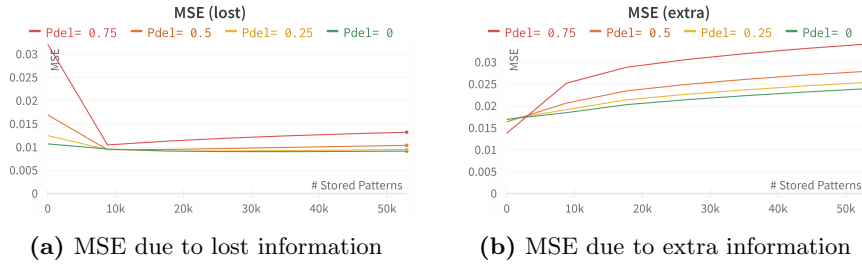 MSE (lost)
Pdel= 0.75 Pdel= 0.5 Pdel= 0.25 Pdel= 0
MSE
0.03
0.025
0.02
0.015
0.01
0.005
0
# Stored Patterns
0 10k 20k 30k 40k 50k
(a) MSE due to lost information
MSE (extra)
Pdel= 0.75 Pdel= 0.5 Pdel= 0.25 Pdel= 0
MSE
0.03
0.025
0.02
0.015
0.01
0.005
0
# Stored Patterns
0 10k 20k 30k 40k 50k
(b) MSE due to extra information